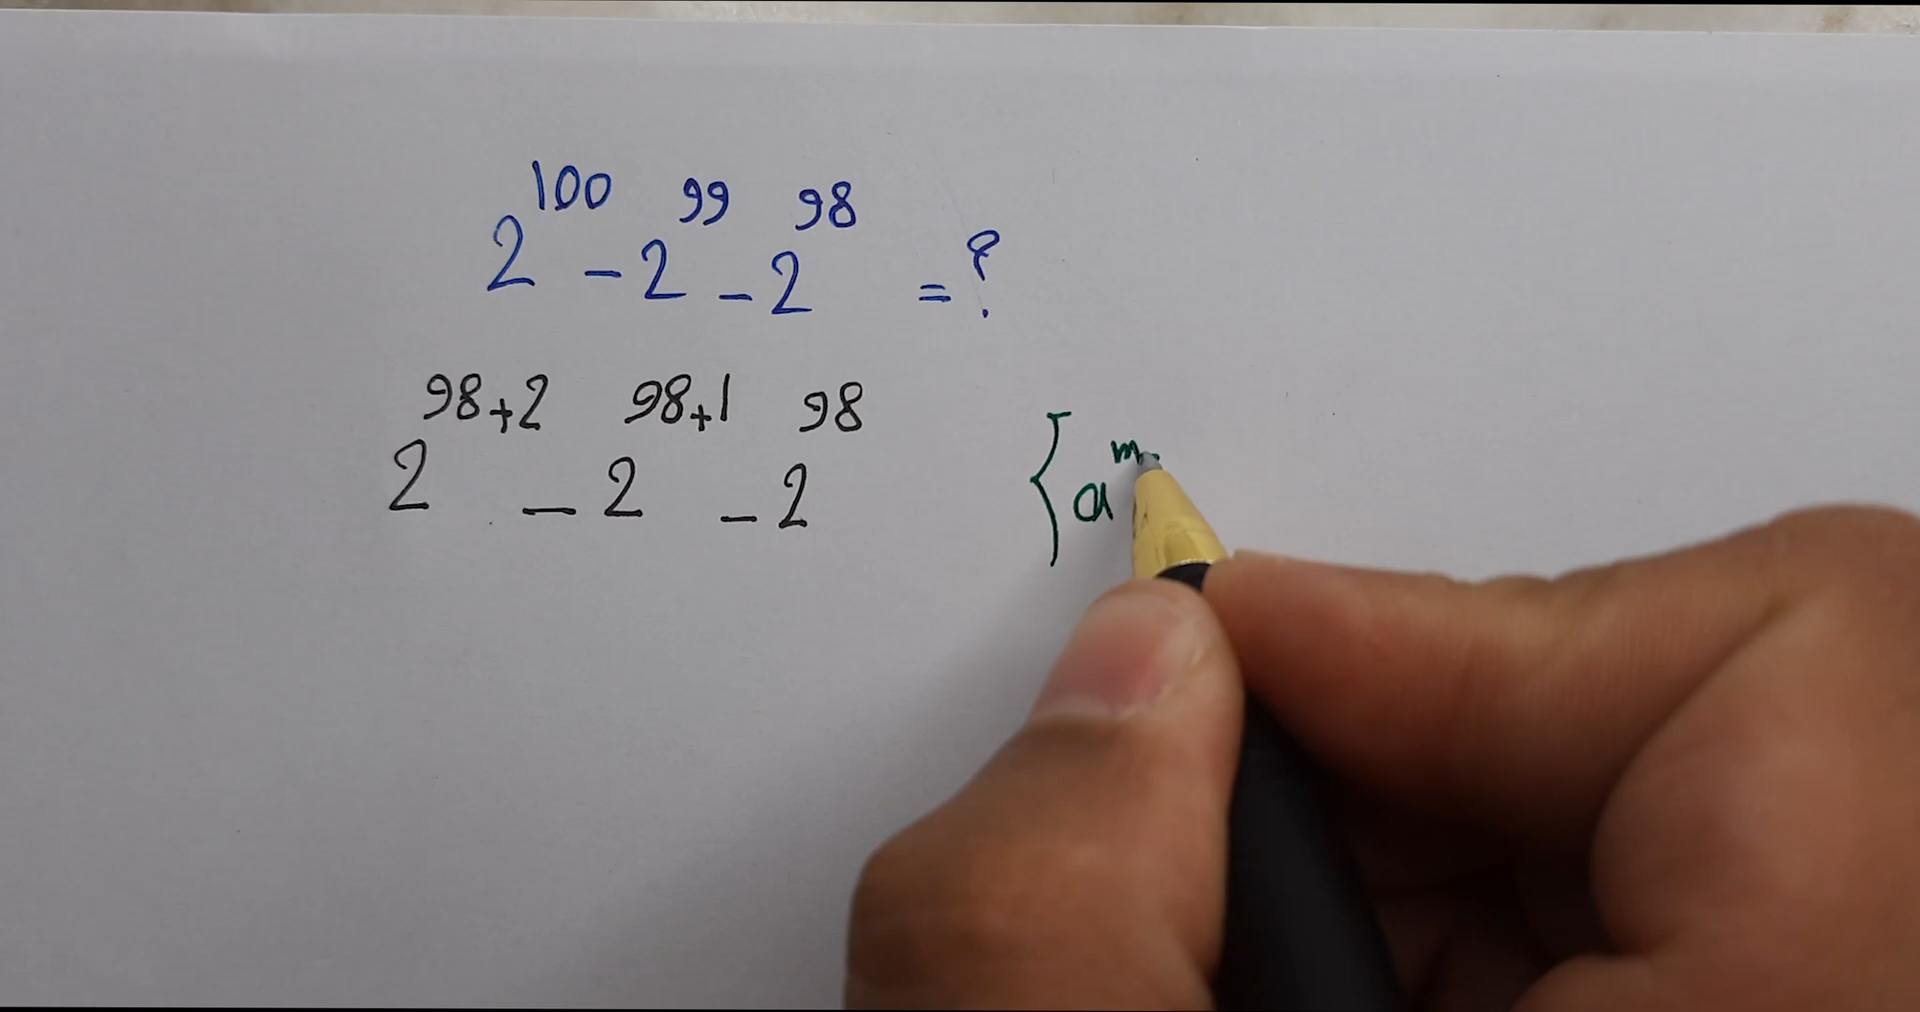 2^100 - 2^99 - 2^98 = ?
2^98+2 - 2^98+1 - 2^98
{ a^m